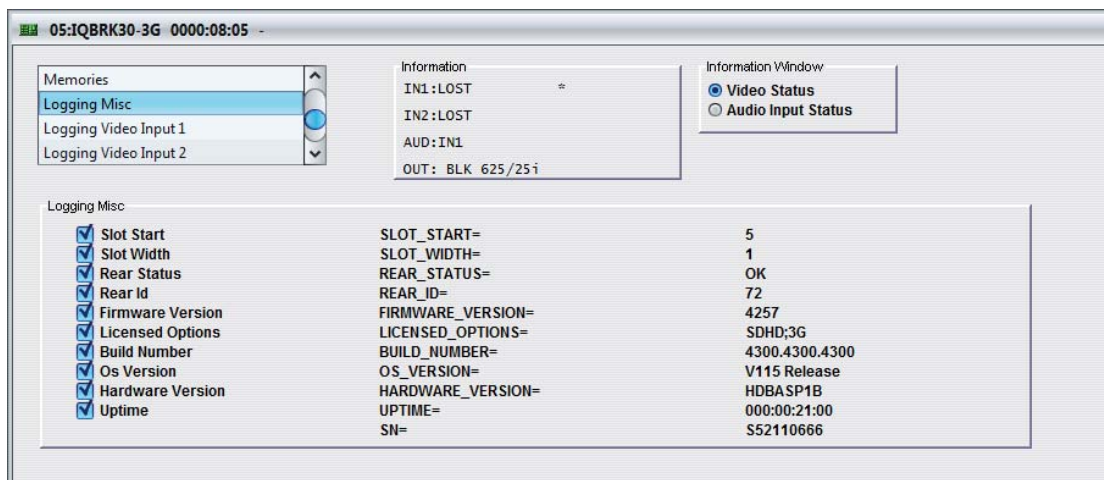 05:IQBRK30-3G 0000:08:05 -
Memories
Logging Misc
Logging Video Input 1
Logging Video Input 2
Information
IN1:LOST *
IN2:LOST
AUD:IN1
OUT: BLK 625/25i
Information Window
Video Status
Audio Input Status
Logging Misc
Slot Start SLOT_START= 5
Slot Width SLOT_WIDTH= 1
Rear Status REAR_STATUS= OK
Rear Id REAR_ID= 72
Firmware Version FIRMWARE_VERSION= 4257
Licensed Options LICENSED_OPTIONS= SDHD;3G
Build Number BUILD_NUMBER= 4300.4300.4300
Os Version OS_VERSION= V115 Release
Hardware Version HARDWARE_VERSION= HDBASP1B
Uptime UPTIME= 000:00:21:00
SN= S52110666